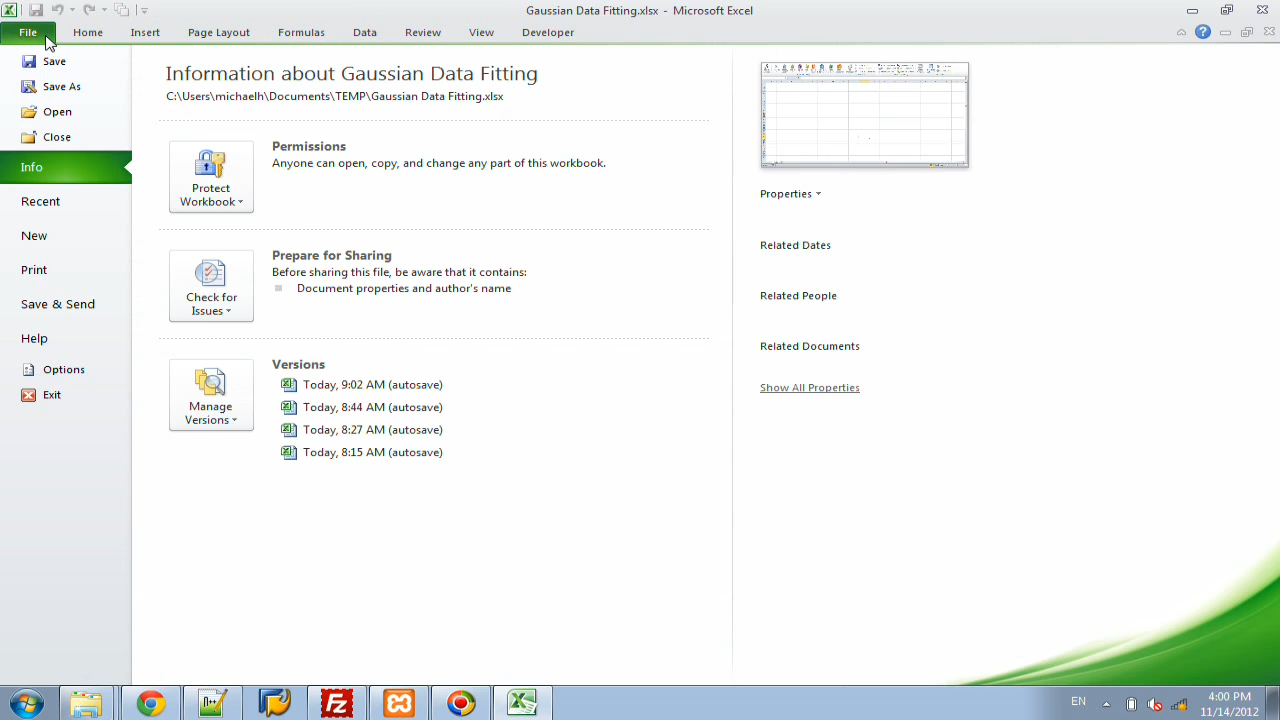 Gaussian Data Fitting.xlsx - Microsoft Excel
File Home Insert Page Layout Formulas Data Review View Developer
Save
Save As
Open
Close
Info
Recent
New
Print
Save & Send
Help
Options
Exit
Information about Gaussian Data Fitting
C:\Users\michelh\Documents\TEMP\Gaussian Data Fitting.xlsx
Protect
Workbook
Permissions
Anyone can open, copy, and change any part of this workbook.
Check for
Issues
Prepare for Sharing
Before sharing this file, be aware that it contains:
Document properties and author's name
Manage
Versions
Versions
Today, 9:02 AM (autosave)
Today, 8:44 AM (autosave)
Today, 8:27 AM (autosave)
Today, 8:15 AM (autosave)
Properties
Related Dates
Related People
Related Documents
Show All Properties
EN
4:00 PM
11/14/2012